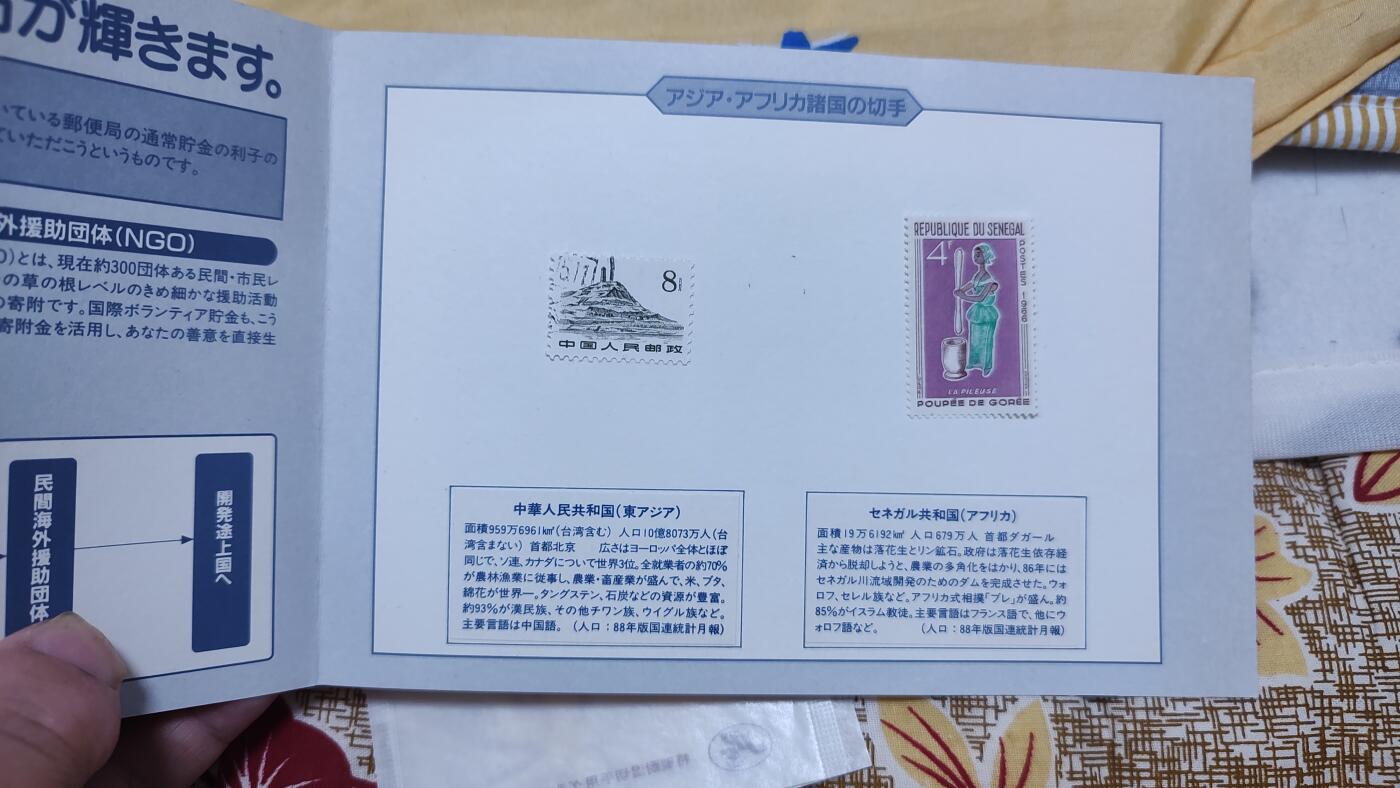 が輝きます。
いている郵便局の通常貯金の利子の
ていただこうというものです。
外援助団体(NGO)
O)とは、現在約300団体ある民間・市民レ
の草の根レベルのきめ細かな援助活動
の寄附です。国際ボランティア貯金も、こう
寄附金を活用し、あなたの善意を直接生
民間海外援助団体
開発途上国へ
アジア・アフリカ諸国の切手
8
中国人民邮政
REPUBLIQUE DU SENEGAL
4F
POSTES 1966
LA PILEUSE
POUPÉE DE GORÉE
中華人民共和国(東アジア)
面積959万6961㎢(台湾含む) 人口10億8073万人(台
湾含まない) 首都北京 広さはヨーロッパ全体とほぼ
同じで、ソ連、カナダについで世界3位。全就業者の約70%
が農林漁業に従事し、農業・畜産業が盛んで、米、ブタ、
綿花が世界一。タングステン、石炭などの資源が豊富。
約93%が漢民族、その他チワン族、ウイグル族など。
主要言語は中国語。 (人口:88年版国連統計月報)
セネガル共和国(アフリカ)
面積19万6192㎢ 人口679万人 首都ダガール
主な産物は落花生とリン鉱石。政府は落花生依存経
済から脱却しようと、農業の多角化をはかり、86年には
セネガル川流域開発のためのダムを完成させた。ウォ
ロフ、セレル族など。アフリカ式相撲「ブレ」が盛ん。約
85%がイスラム教徒。主要言語はフランス語で、他にウ
ォロフ語など。 (人口:88年版国連統計月報)